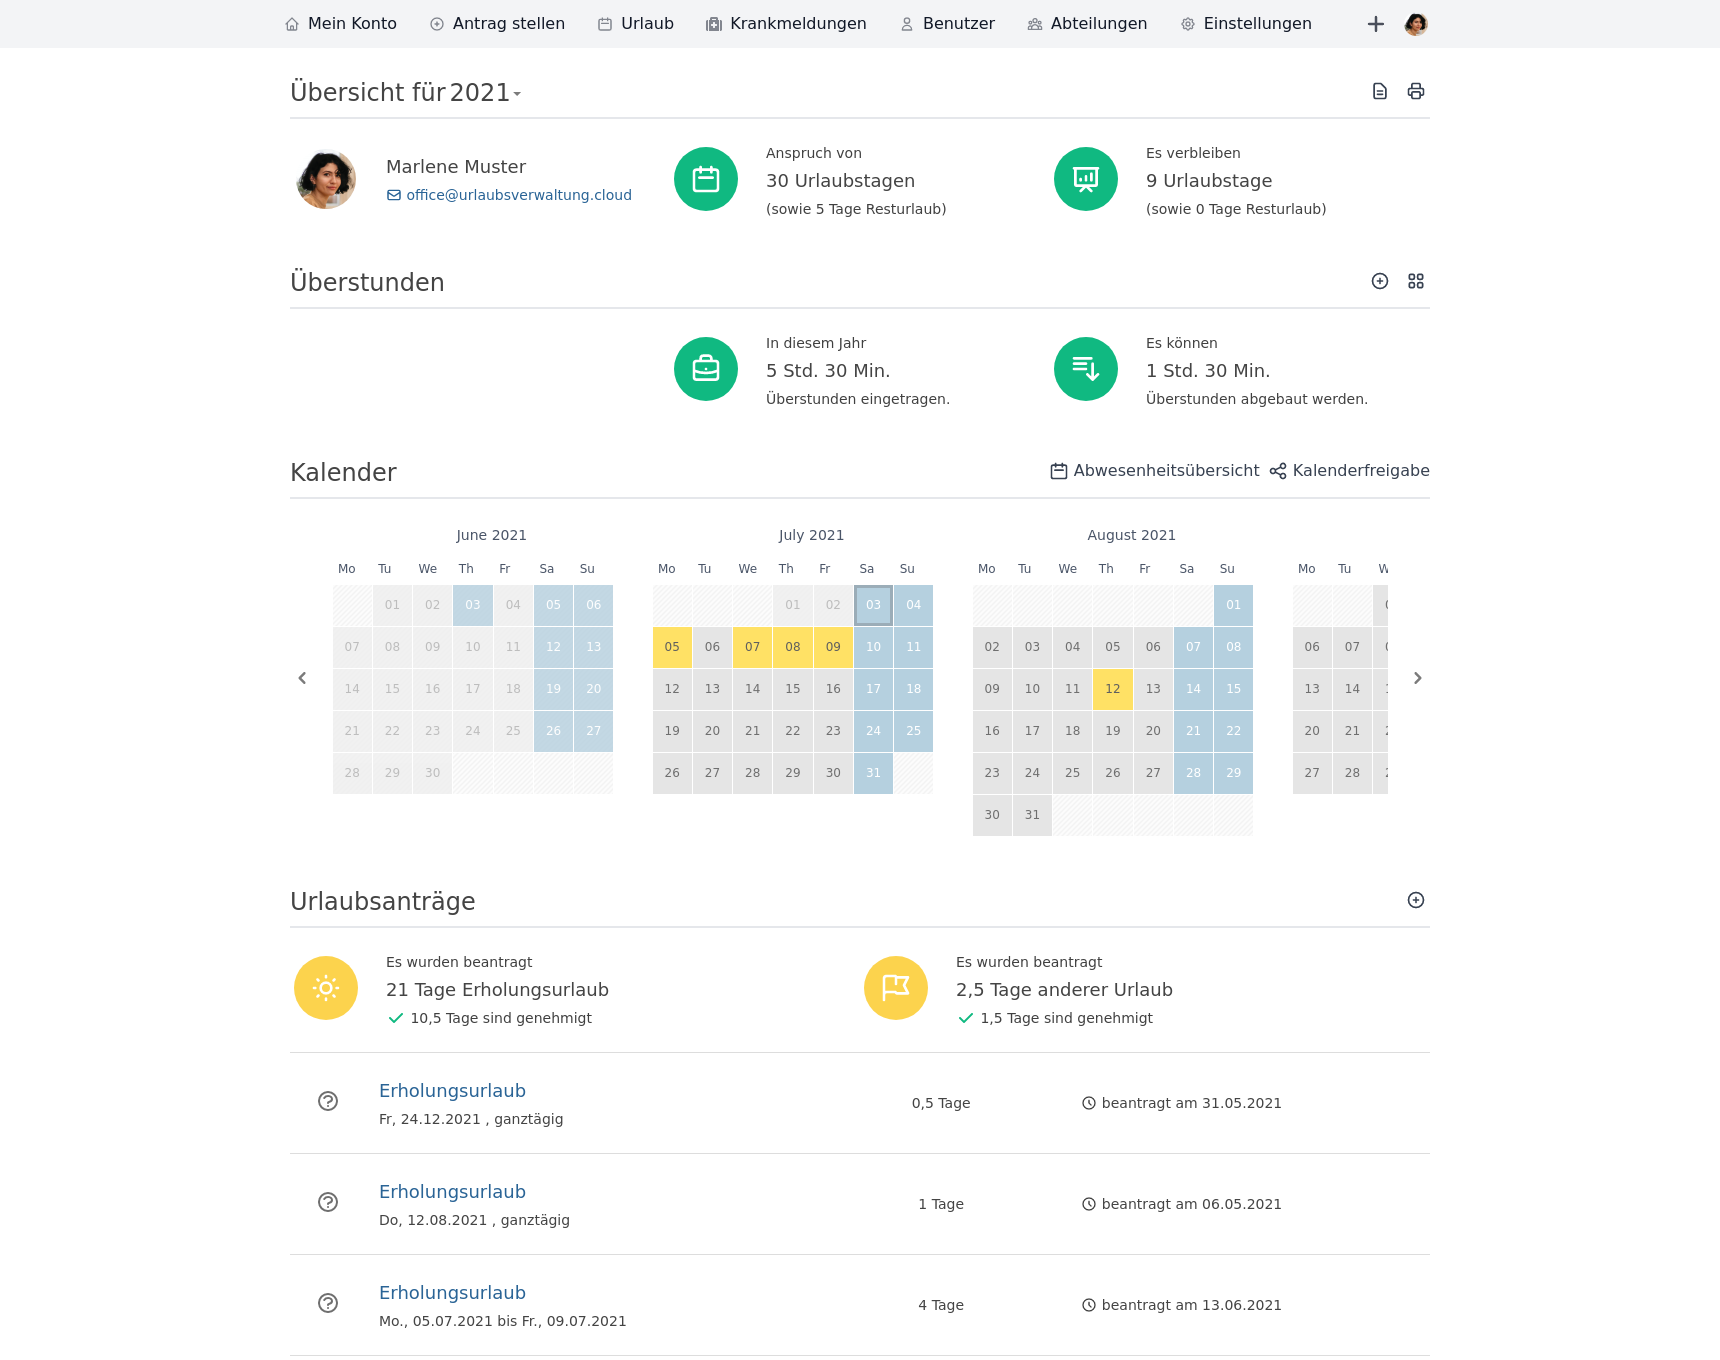 Mein Konto Antrag stellen Urlaub Krankmeldungen Benutzer Abteilungen Einstellungen
Übersicht für 2021
Marlene Muster
office@urlaubsverwaltung.cloud
Anspruch von
30 Urlaubstagen
(sowie 5 Tage Resturlaub)
Es verbleiben
9 Urlaubstage
(sowie 0 Tage Resturlaub)
Überstunden
In diesem Jahr
5 Std. 30 Min.
Überstunden eingetragen.
Es können
1 Std. 30 Min.
Überstunden abgebaut werden.
Kalender
Abwesenheitsübersicht Kalenderfreigabe
June 2021
Mo Tu We Th Fr Sa Su
01 02 03 04 05 06
07 08 09 10 11 12 13
14 15 16 17 18 19 20
21 22 23 24 25 26 27
28 29 30
July 2021
Mo Tu We Th Fr Sa Su
01 02 03 04
05 06 07 08 09 10 11
12 13 14 15 16 17 18
19 20 21 22 23 24 25
26 27 28 29 30 31
August 2021
Mo Tu We Th Fr Sa Su
01
02 03 04 05 06 07 08
09 10 11 12 13 14 15
16 17 18 19 20 21 22
23 24 25 26 27 28 29
30 31
Mo Tu
06 07
13 14
20 21
27 28
Urlaubsanträge
Es wurden beantragt
21 Tage Erholungsurlaub
10,5 Tage sind genehmigt
Es wurden beantragt
2,5 Tage anderer Urlaub
1,5 Tage sind genehmigt
Erholungsurlaub
Fr, 24.12.2021 , ganztägig
0,5 Tage
beantragt am 31.05.2021
Erholungsurlaub
Do, 12.08.2021 , ganztägig
1 Tage
beantragt am 06.05.2021
Erholungsurlaub
Mo., 05.07.2021 bis Fr., 09.07.2021
4 Tage
beantragt am 13.06.2021